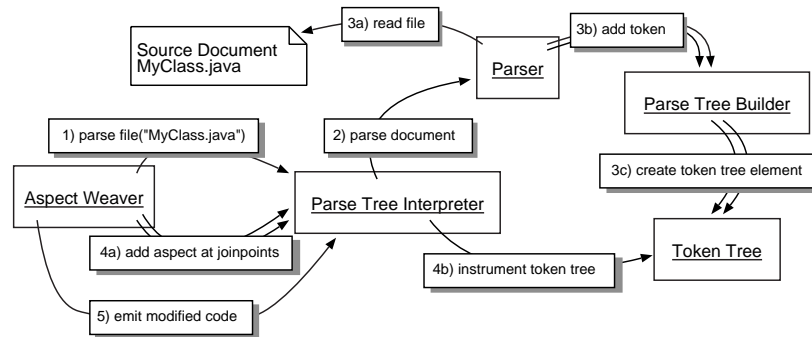 3a) read file
3b) add token
Source Document
MyClass.java
Parser
Parse Tree Builder
1) parse file("MyClass.java")
2) parse document
3c) create token tree element
Aspect Weaver
Parse Tree Interpreter
4a) add aspect at joinpoints
Token Tree
4b) instrument token tree
5) emit modified code